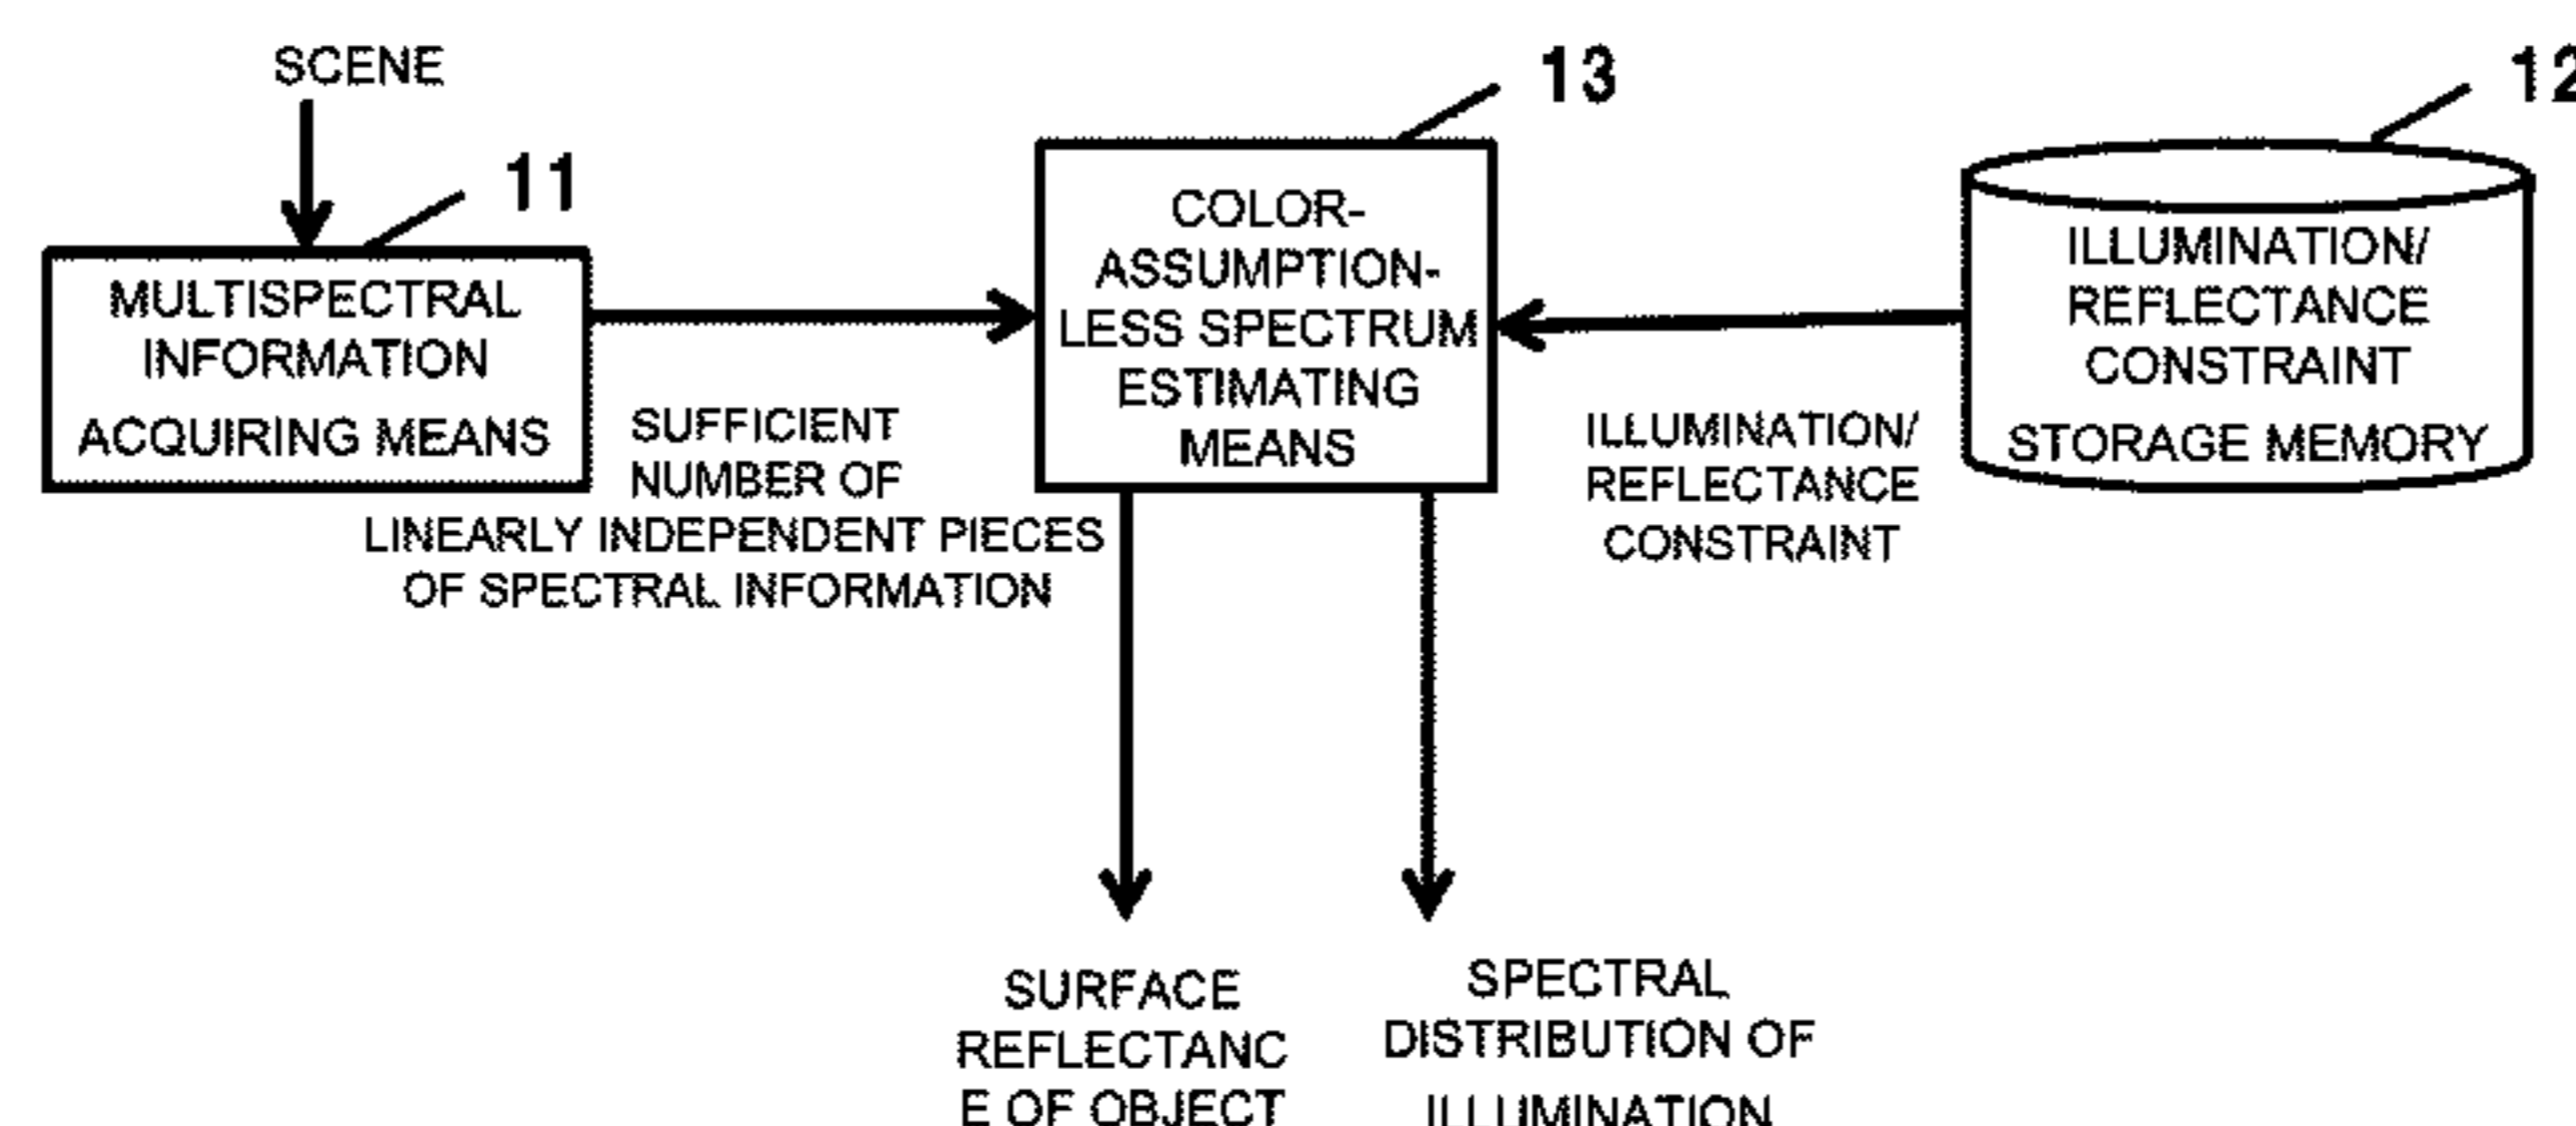 SCENE
11
MULTISPECTRAL
INFORMATION
ACQUIRING MEANS
SUFFICIENT
NUMBER OF
LINEARLY INDEPENDENT PIECES
OF SPECTRAL INFORMATION
13
COLOR-
ASSUMPTION-
LESS SPECTRUM
ESTIMATING
MEANS
ILLUMINATION/
REFLECTANCE
CONSTRAINT
12
ILLUMINATION/
REFLECTANCE
CONSTRAINT
STORAGE MEMORY
SURFACE
REFLECTANC
E OF OBJECT
SPECTRAL
DISTRIBUTION OF
ILLUMINATION